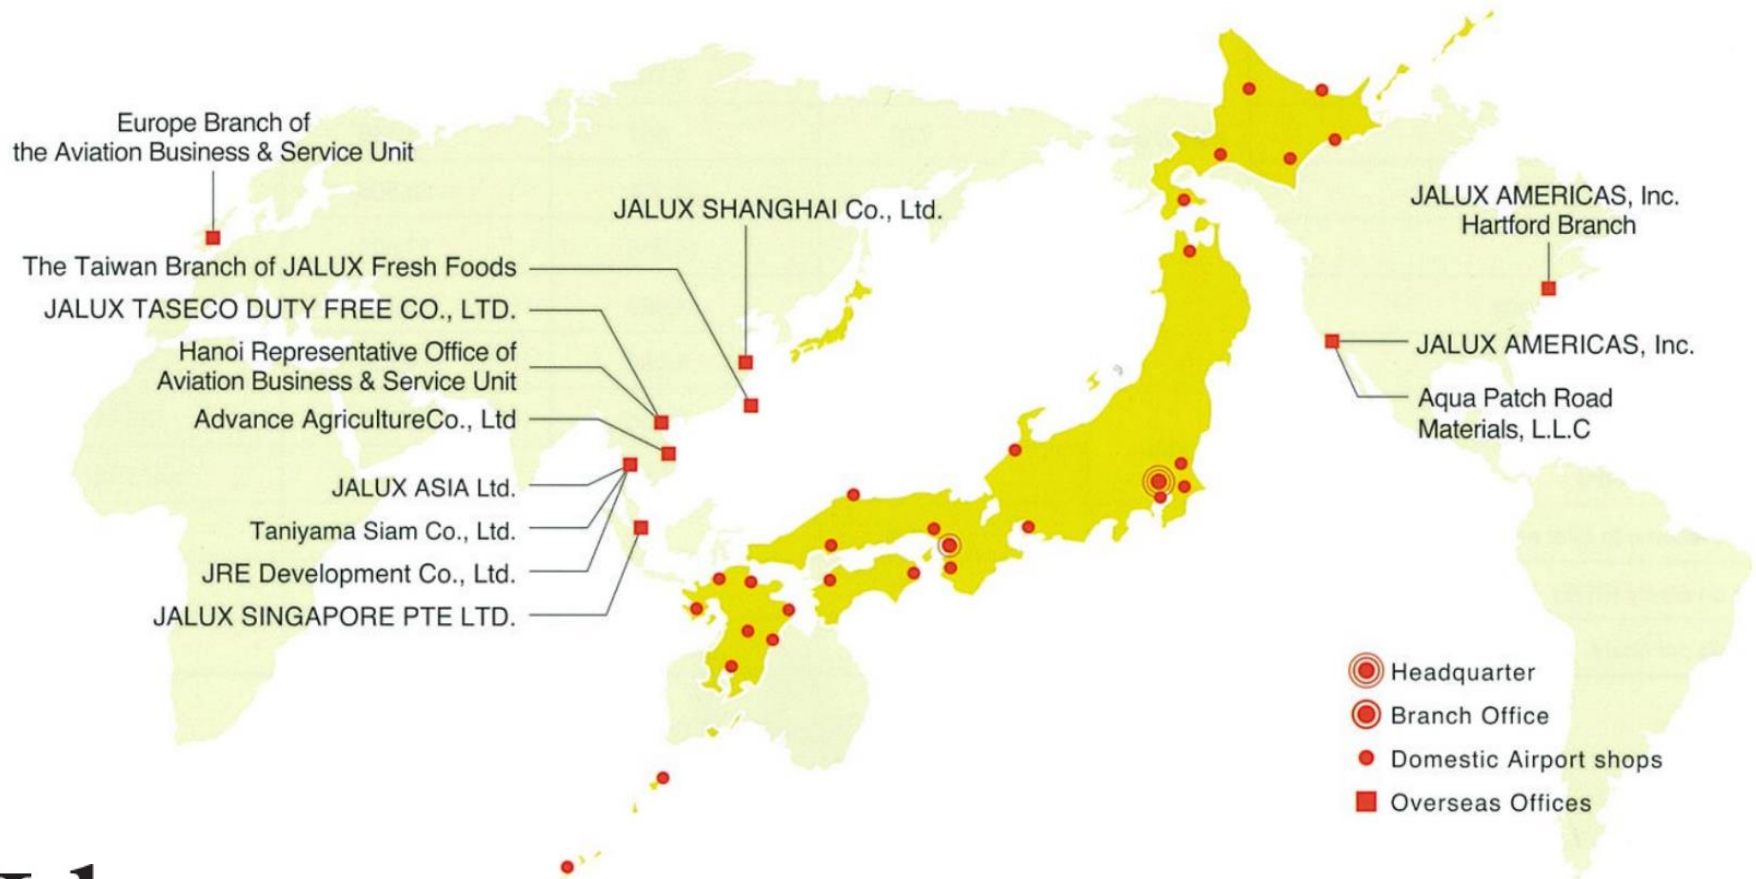 Europe Branch of
the Aviation Business & Service Unit
JALUX SHANGHAI Co., Ltd.
The Taiwan Branch of JALUX Fresh Foods
JALUX TASECO DUTY FREE CO., LTD.
Hanoi Representative Office of
Aviation Business & Service Unit
Advance AgricultureCo., Ltd
JALUX ASIA Ltd.
Taniyama Siam Co., Ltd.
JRE Development Co., Ltd.
JALUX SINGAPORE PTE LTD.
JALUX AMERICAS, Inc.
Hartford Branch
JALUX AMERICAS, Inc.
Aqua Patch Road
Materials, L.L.C
Headquarter
Branch Office
Domestic Airport shops
Overseas Offices